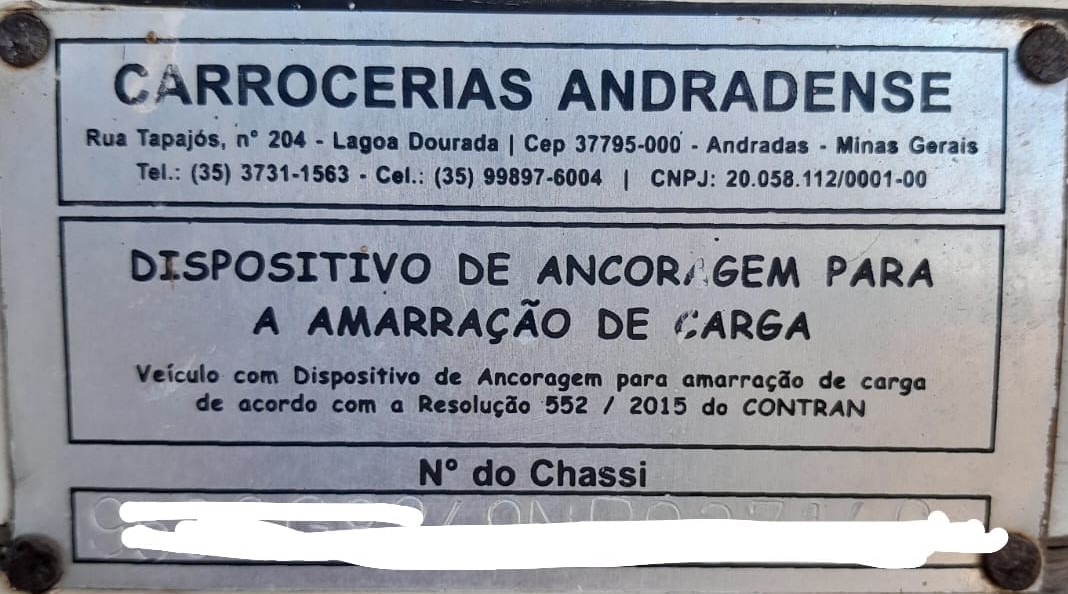 CARROCERIAS ANDRADENSE
Rua Tapajós, n° 204 - Lagoa Dourada | Cep 37795-000 - Andradas - Minas Gerais
Tel.: (35) 3731-1563 - Cel.: (35) 99897-6004 | CNPJ: 20.058.112/0001-00
DISPOSITIVO DE ANCORAGEM PARA
A AMARRAÇÃO DE CARGA
Veículo com Dispositivo de Ancoragem para amarração de carga
de acordo com a Resolução 552 / 2015 do CONTRAN
N° do Chassi